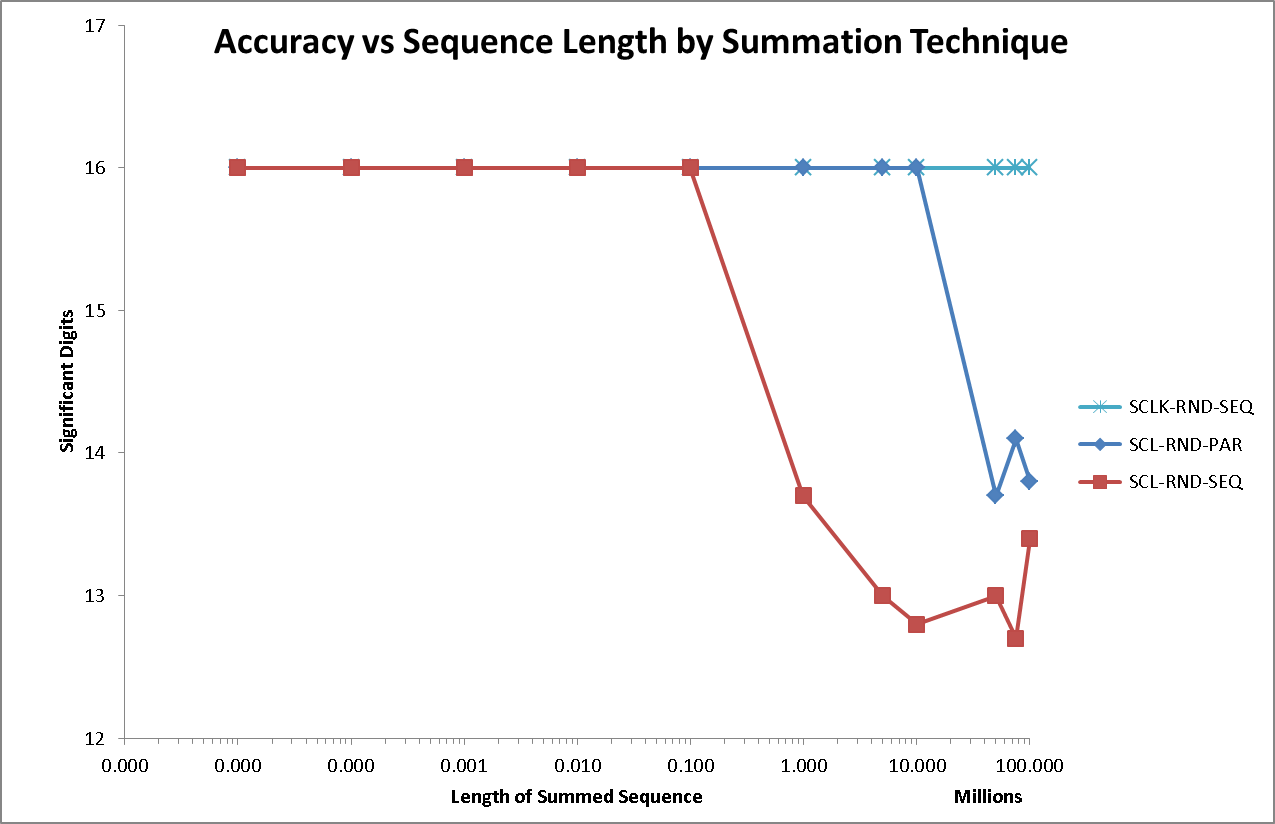 Accuracy vs Sequence Length by Summation Technique
17
16
15
14
13
12
Significant Digits
0.000 0.000 0.000 0.001 0.010 0.100 1.000 10.000 100.000
Length of Summed Sequence Millions
SCLK-RND-SEQ
SCL-RND-PAR
SCL-RND-SEQ